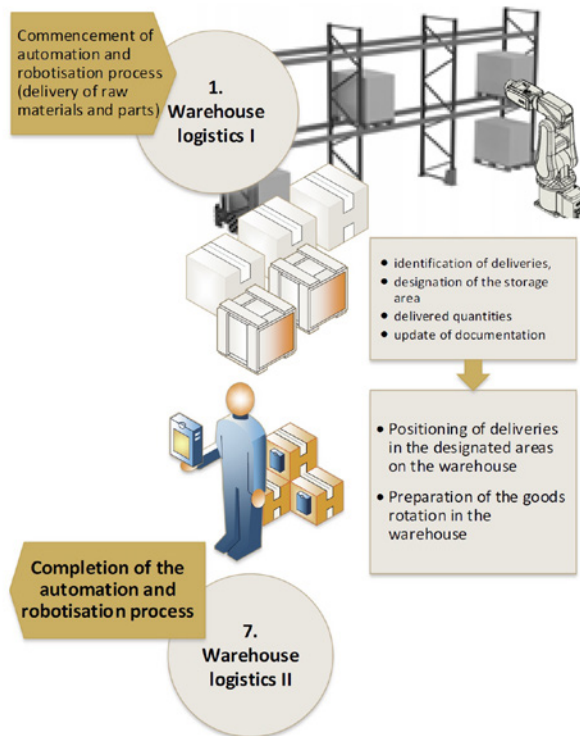 Commencement of
automation and
robotisation process
(delivery of raw
materials and parts)
1.
Warehouse
logistics I
• identification of deliveries,
• designation of the storage
area
• delivered quantities
• update of documentation
• Positioning of deliveries
in the designated areas
on the warehouse
• Preparation of the goods
rotation in the
warehouse
Completion of the
automation and
robotisation process
7.
Warehouse
logistics II